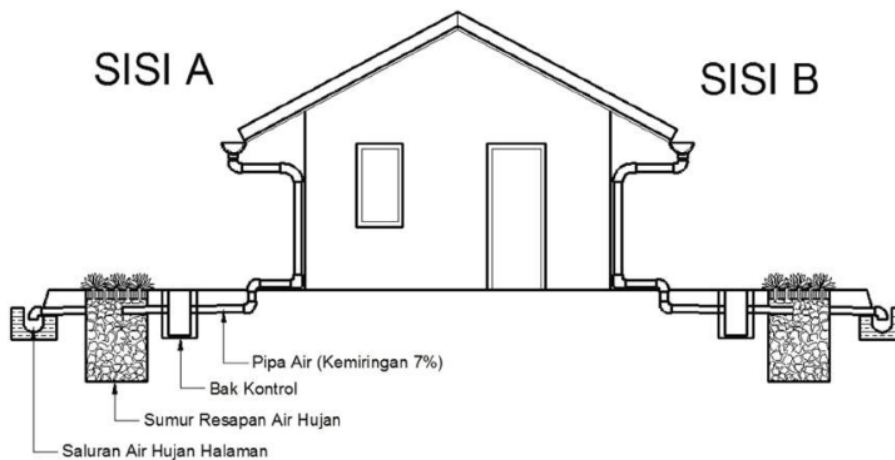 SISI A
SISI B
Pipa Air (Kemiringan 7%)
Bak Kontrol
Sumur Resapan Air Hujan
Saluran Air Hujan Halaman